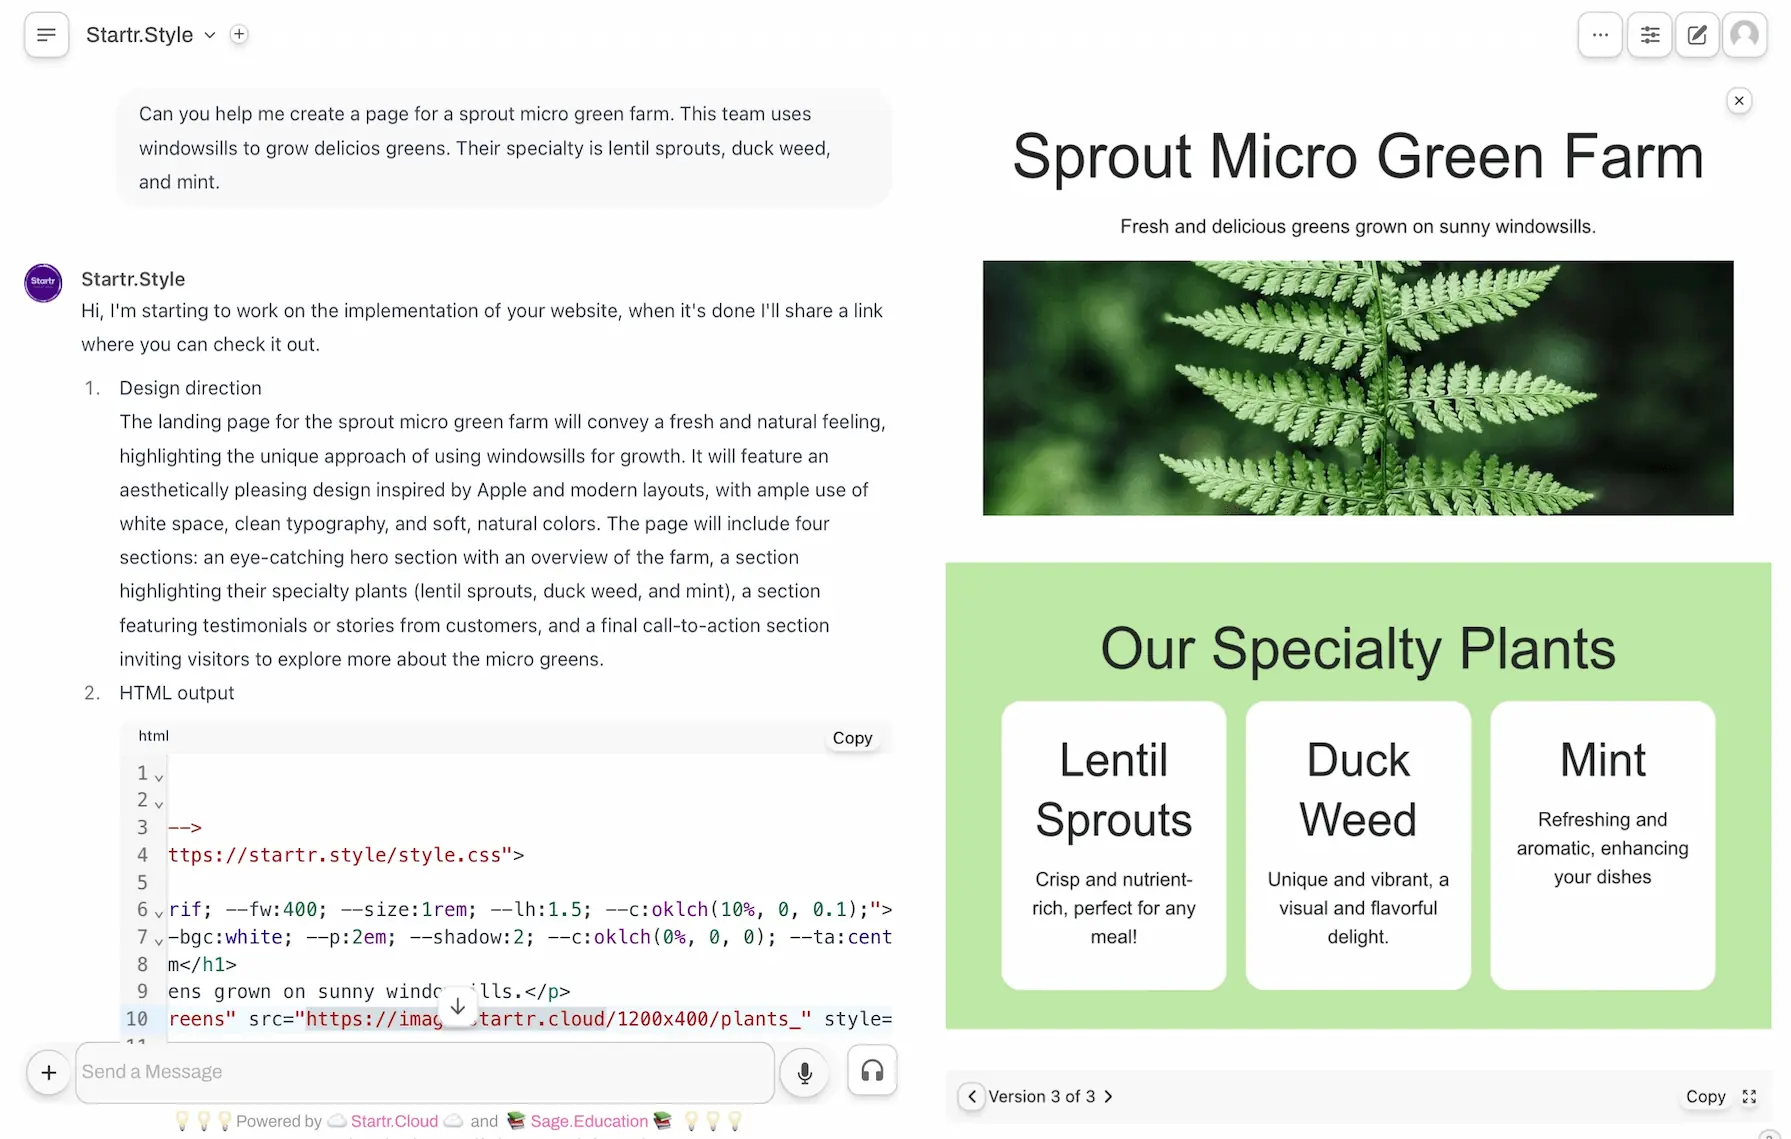 Startr.Style
Can you help me create a page for a sprout micro green farm. This team uses
windowsills to grow delicios greens. Their specialty is lentil sprouts, duck weed,
and mint.
Startr
Startr.Style
Hi, I'm starting to work on the implementation of your website, when it's done I'll share a link
where you can check it out.
1. Design direction
The landing page for the sprout micro green farm will convey a fresh and natural feeling,
highlighting the unique approach of using windowsills for growth. It will feature an
aesthetically pleasing design inspired by Apple and modern layouts, with ample use of
white space, clean typography, and soft, natural colors. The page will include four
sections: an eye-catching hero section with an overview of the farm, a section
highlighting their specialty plants (lentil sprouts, duck weed, and mint), a section
featuring testimonials or stories from customers, and a final call-to-action section
inviting visitors to explore more about the micro greens.
2. HTML output
html
Copy
1
2
3 -->
4 ttps://startr.style/style.css">
5
6 rif; --fw:400; --size:1rem; --lh:1.5; --c:oklch(10%, 0, 0.1);">
7 -bgc:white; --p:2em; --shadow:2; --c:oklch(0%, 0, 0); --ta:cent
8 m</h1>
9 ens grown on sunny windo ills.</p>
10 reens" src="https://imag startr.cloud/1200x400/plants_" style=
11
Send a Message
Powered by Startr.Cloud and Sage.Education
Sprout Micro Green Farm
Fresh and delicious greens grown on sunny windowsills.
Our Specialty Plants
Lentil
Sprouts
Crisp and nutrient-
rich, perfect for any
meal!
Duck
Weed
Unique and vibrant, a
visual and flavorful
delight.
Mint
Refreshing and
aromatic, enhancing
your dishes
Version 3 of 3
Copy